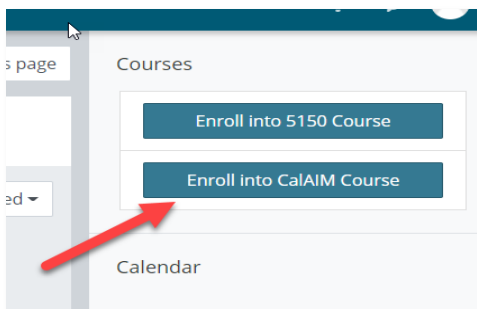 s page
Courses
Enroll into 5150 Course
Enroll into CalAIM Course
ed
Calendar